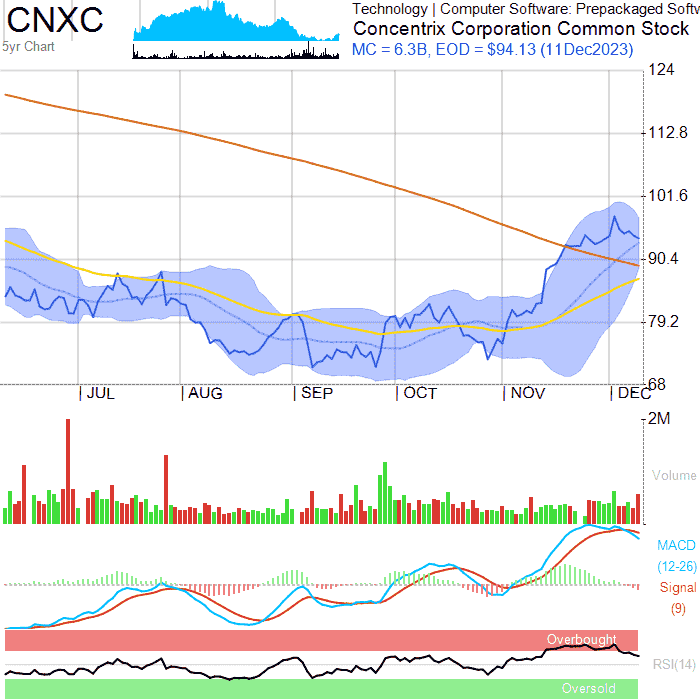 CNXC
5yr Chart
Technology | Computer Software: Prepackaged Softw
Concentrix Corporation Common Stock
MC = 6.3B, EOD = $94.13 (11Dec2023)
124
112.8
101.6
90.4
79.2
68
| JUL | AUG | SEP | OCT | NOV | DEC
2M
Volume
MACD
(12-26)
Signal
(9)
Overbought
RSI(14)
Oversold